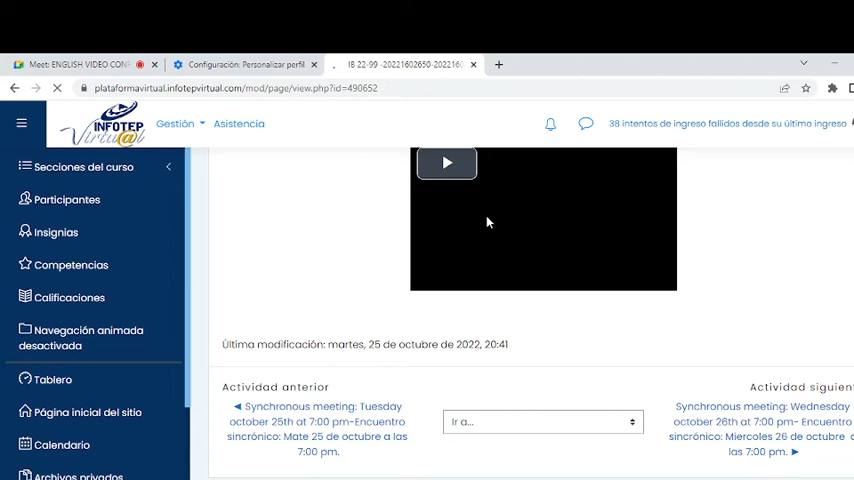 Meet: ENGLISH VIDEO CONF
Configuración: Personalizar perfil
IB 22-99 -20221602650-202216
plataformavirtual.infotepvirtual.com/mod/page/view.php?id=490652
INFOTEP
Virtu@l
Gestión
Asistencia
38 intentos de ingreso fallidos desde su último ingreso
Secciones del curso
Participantes
Insignias
Competencias
Calificaciones
Navegación animada
desactivada
Tablero
Página inicial del sitio
Calendario
Archivos privados
Última modificación: martes, 25 de octubre de 2022, 20:41
Actividad anterior
◄ Synchronous meeting: Tuesday
october 25th at 7:00 pm-Encuentro
sincrónico: Mate 25 de octubre a las
7:00 pm.
Ir a...
Actividad siguien
Synchronous meeting: Wednesday
october 26th at 7:00 pm- Encuentro
sincrónico: Miercoles 26 de octubre a
las 7:00 pm. ►